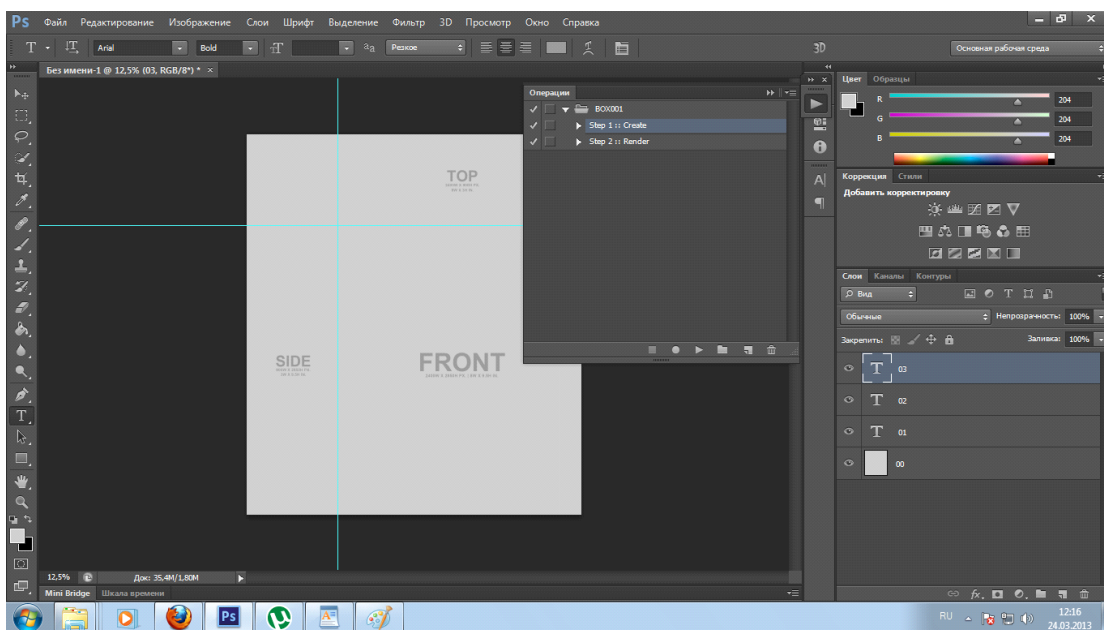 Ps Файл Редактирование Изображение Слои Шрифт Выделение Фильтр 3D Просмотр Окно Справка
T Arial Bold Резкое 3D Основная рабочая среда
Без имени-1 @ 12,5% (03, RGB/8*) * ×
Операции
BOX001
Step 1 :: Create
Step 2 :: Render
TOP
SIDE
FRONT
Цвет Образцы
R 204
G 204
B 204
Коррекция Стили
Добавить корректировку
Слои Каналы Контуры
Вид
Обычные Непрозрачность: 100%
Закрепить: Заливка: 100%
T 03
T 02
T 01
00
12,5% Док: 35,4M/1,80M
Mini Bridge Шкала времени
Ps RU 12:16
24.03.2013